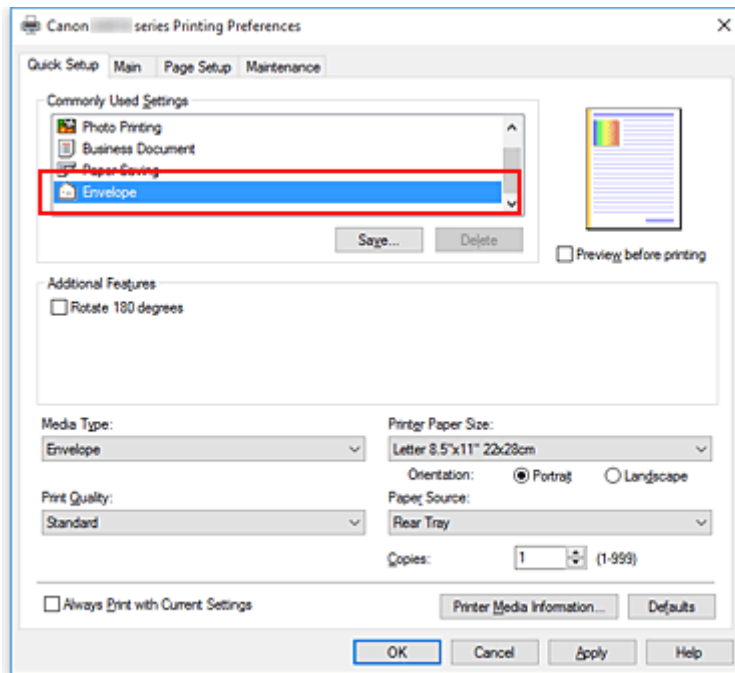 Canon series Printing Preferences
Quick Setup Main Page Setup Maintenance
Commonly Used Settings
Photo Printing
Business Document
Paper Saving
Envelope
Save... Delete
Preview before printing
Additional Features
Rotate 180 degrees
Media Type: Printer Paper Size:
Envelope Letter 8.5"x11" 22x28cm
Orientation: Portrait Landscape
Print Quality: Paper Source:
Standard Rear Tray
Copies: 1 (1-999)
Always Print with Current Settings Printer Media Information... Defaults
OK Cancel Apply Help